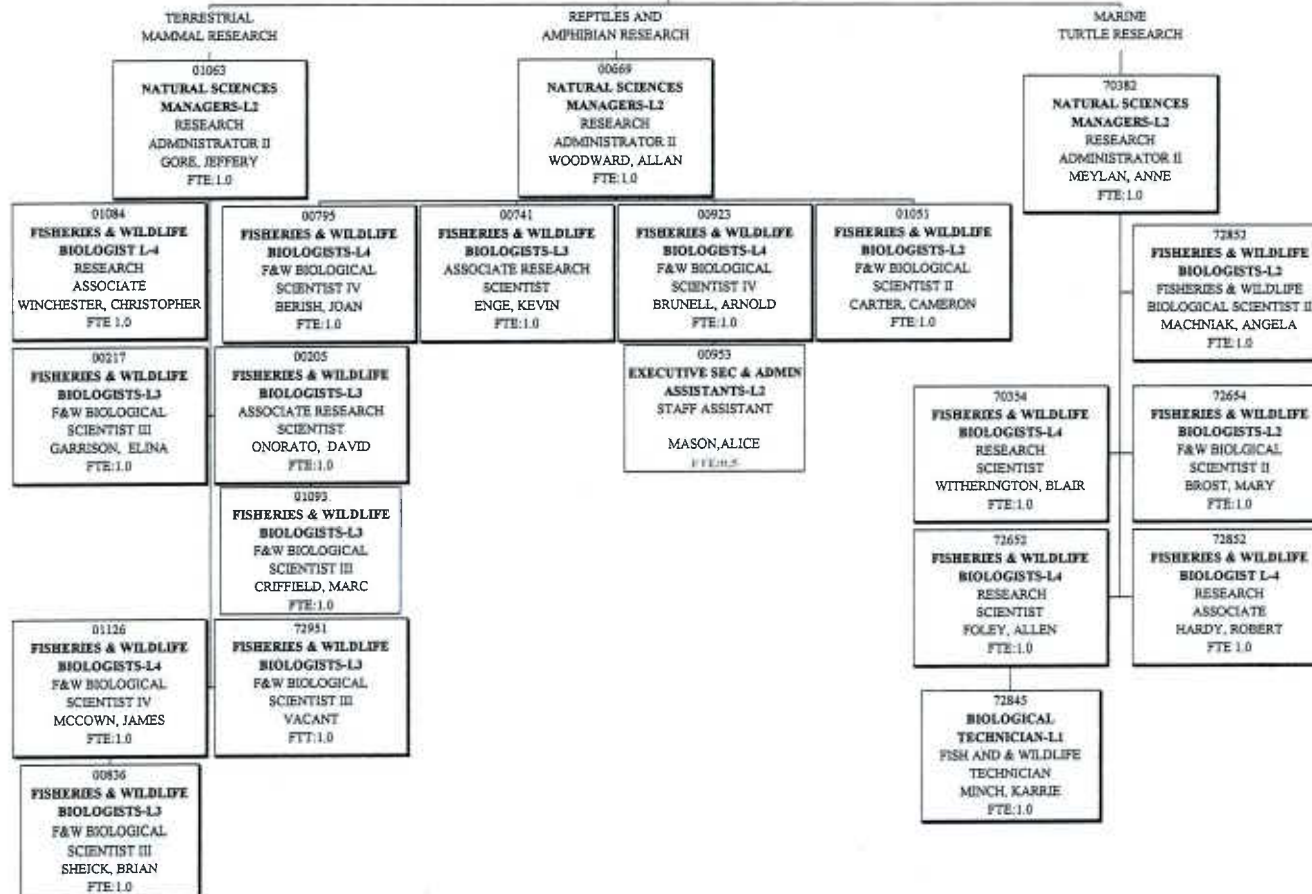 TERRESTRIAL
MAMMAL RESEARCH
REPTILES AND
AMPHIBIAN RESEARCH
MARINE
TURTLE RESEARCH
01063
NATURAL SCIENCES
MANAGERS-L2
RESEARCH
ADMINISTRATOR II
GORE, JEFFERY
FTE:1.0
00669
NATURAL SCIENCES
MANAGERS-L2
RESEARCH
ADMINISTRATOR II
WOODWARD, ALLAN
FTE:1.0
70382
NATURAL SCIENCES
MANAGERS-L2
RESEARCH
ADMINISTRATOR II
MEYLAN, ANNE
FTE:1.0
01084
FISHERIES & WILDLIFE
BIOLOGIST L-4
RESEARCH
ASSOCIATE
WINCHESTER, CHRISTOPHER
FTE 1.0
00795
FISHERIES & WILDLIFE
BIOLOGISTS-L4
F&W BIOLOGICAL
SCIENTIST IV
BERISH, JOAN
FTE:1.0
00741
FISHERIES & WILDLIFE
BIOLOGISTS-L3
ASSOCIATE RESEARCH
SCIENTIST
ENGE, KEVIN
FTE:1.0
00923
FISHERIES & WILDLIFE
BIOLOGISTS-L4
F&W BIOLOGICAL
SCIENTIST IV
BRUNELL, ARNOLD
FTE:1.0
01051
FISHERIES & WILDLIFE
BIOLOGISTS-L2
F&W BIOLOGICAL
SCIENTIST II
CARTER, CAMERON
FTE:1.0
72853
FISHERIES & WILDLIFE
BIOLOGISTS-L2
FISHERIES & WILDLIFE
BIOLOGICAL SCIENTIST II
MACHNIAK, ANGELA
FTE:1.0
00217
FISHERIES & WILDLIFE
BIOLOGISTS-L3
F&W BIOLOGICAL
SCIENTIST III
GARRISON, ELINA
FTE:1.0
00205
FISHERIES & WILDLIFE
BIOLOGISTS-L3
ASSOCIATE RESEARCH
SCIENTIST
ONORATO, DAVID
FTE:1.0
00953
EXECUTIVE SEC & ADMIN
ASSISTANTS-L2
STAFF ASSISTANT
MASON,ALICE
FTE:0.5
70354
FISHERIES & WILDLIFE
BIOLOGISTS-L4
RESEARCH
SCIENTIST
WITHERINGTON, BLAIR
FTE:1.0
72654
FISHERIES & WILDLIFE
BIOLOGISTS-L2
F&W BIOLGICAL
SCIENTIST II
BROST, MARY
FTE:1.0
01093
FISHERIES & WILDLIFE
BIOLOGISTS-L3
F&W BIOLOGICAL
SCIENTIST III
CRIFFIELD, MARC
FTE:1.0
72652
FISHERIES & WILDLIFE
BIOLOGISTS-L4
RESEARCH
SCIENTIST
FOLEY, ALLEN
FTE:1.0
72852
FISHERIES & WILDLIFE
BIOLOGIST L-4
RESEARCH
ASSOCIATE
HARDY, ROBERT
FTE 1.0
01126
FISHERIES & WILDLIFE
BIOLOGISTS-L4
F&W BIOLOGICAL
SCIENTIST IV
MCCOWN, JAMES
FTE:1.0
72951
FISHERIES & WILDLIFE
BIOLOGISTS-L3
F&W BIOLOGICAL
SCIENTIST III
VACANT
FTT:1.0
72845
BIOLOGICAL
TECHNICIAN-L1
FISH AND & WILDLIFE
TECHNICIAN
MINCH, KARRIE
FTE:1.0
00836
FISHERIES & WILDLIFE
BIOLOGISTS-L3
F&W BIOLOGICAL
SCIENTIST III
SHEICK, BRIAN
FTE:1.0